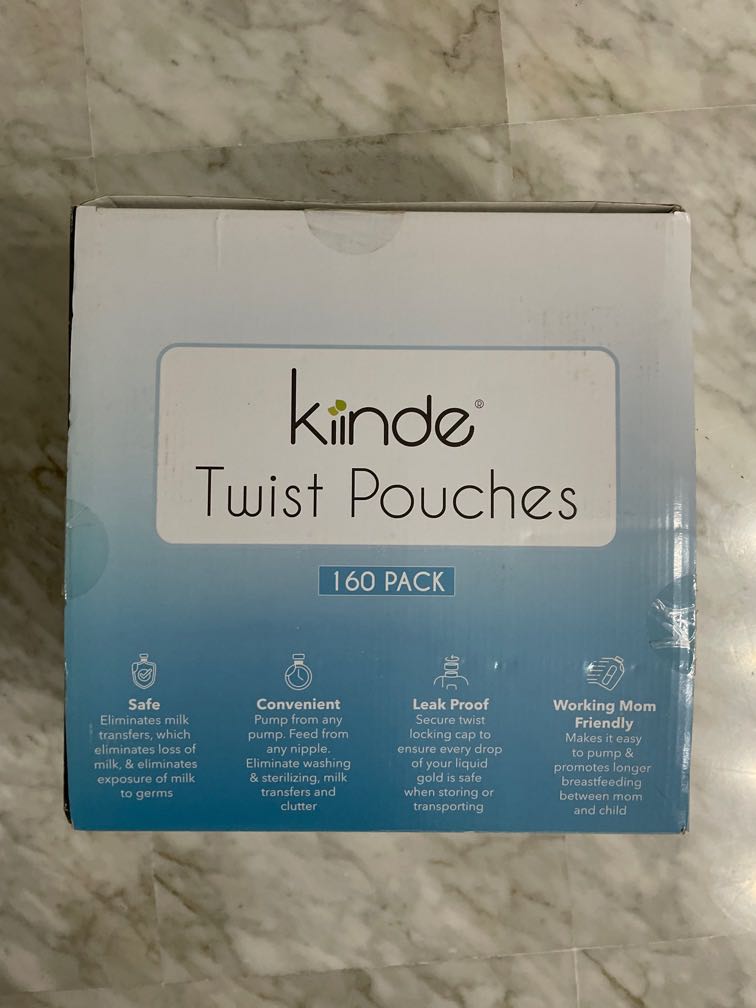 kiinde®
Twist Pouches
160 PACK
Safe
Eliminates milk
transfers, which
eliminates loss of
milk, & eliminates
exposure of milk
to germs
Convenient
Pump from any
pump. Feed from
any nipple.
Eliminate washing
& sterilizing, milk
transfers and
clutter
Leak Proof
Secure twist
locking cap to
ensure every drop
of your liquid
gold is safe
when storing or
transporting
Working Mom
Friendly
Makes it easy
to pump &
promotes longer
breastfeeding
between mom
and child